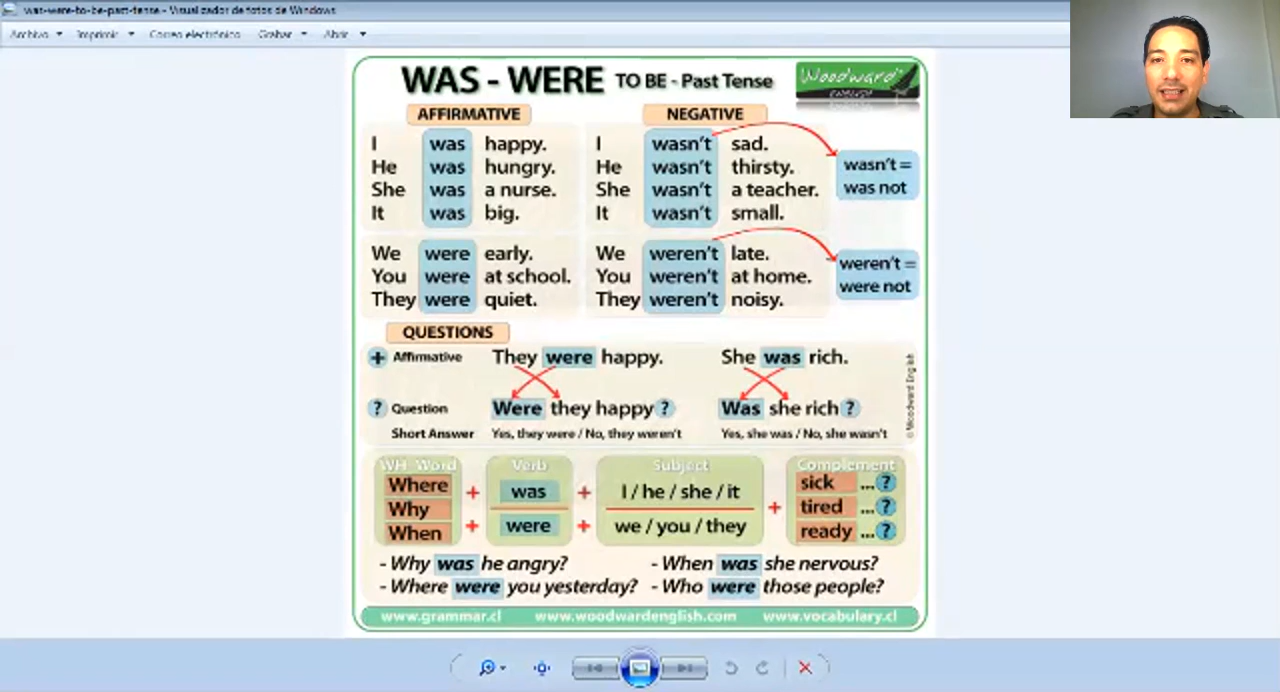 was-were-to-be-past-tense - Visualizador de fotos de Windows
Archivo Imprimir Correo electrónico Grabar Abrir
WAS - WERE TO BE - Past Tense
Woodward ENGLISH
AFFIRMATIVE NEGATIVE
I was happy. I wasn't sad.
He was hungry. He wasn't thirsty.
She was a nurse. She wasn't a teacher.
It was big. It wasn't small.
wasn't =
was not
We were early. We weren't late.
You were at school. You weren't at home.
They were quiet. They weren't noisy.
weren't =
were not
QUESTIONS
+ Affirmative They were happy. She was rich.
? Question Were they happy ? Was she rich ?
Short Answer Yes, they were / No, they weren't Yes, she was / No, she wasn't
© Woodward English
WH- Word Verb Subject Complement
Where + was + I / he / she / it sick ... ?
Why + tired ... ?
When + were + we / you / they ready ... ?
- Why was he angry? - When was she nervous?
- Where were you yesterday? - Who were those people?
www.grammar.cl www.woodwardenglish.com www.vocabulary.cl